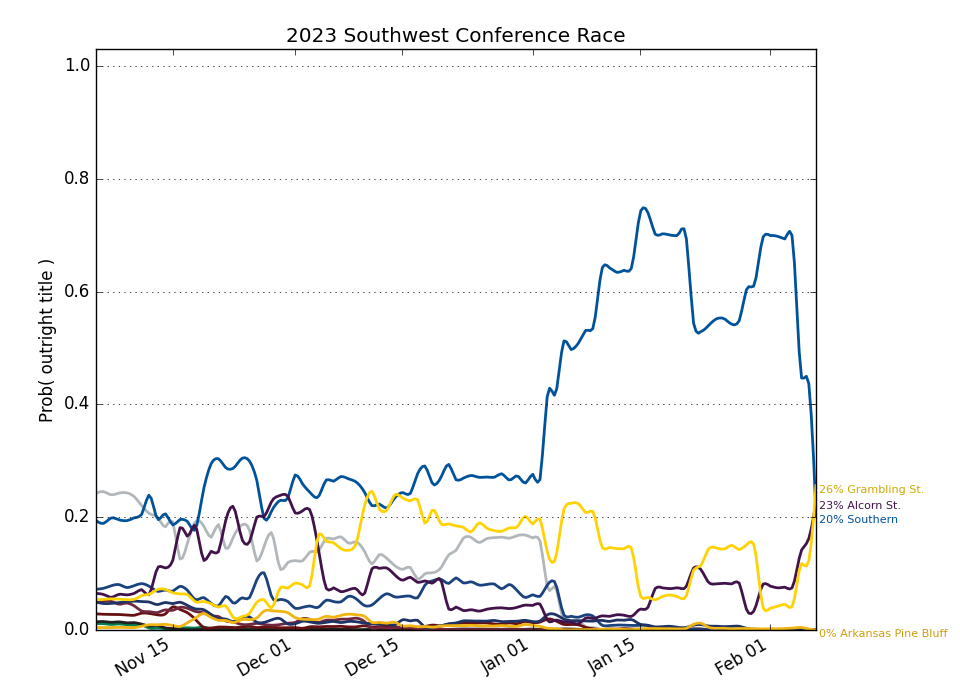 2023 Southwest Conference Race
Prob( outright title )
1.0
0.8
0.6
0.4
0.2
0.0
26% Grambling St.
23% Alcorn St.
20% Southern
0% Arkansas Pine Bluff
Nov 15
Dec 01
Dec 15
Jan 01
Jan 15
Feb 01